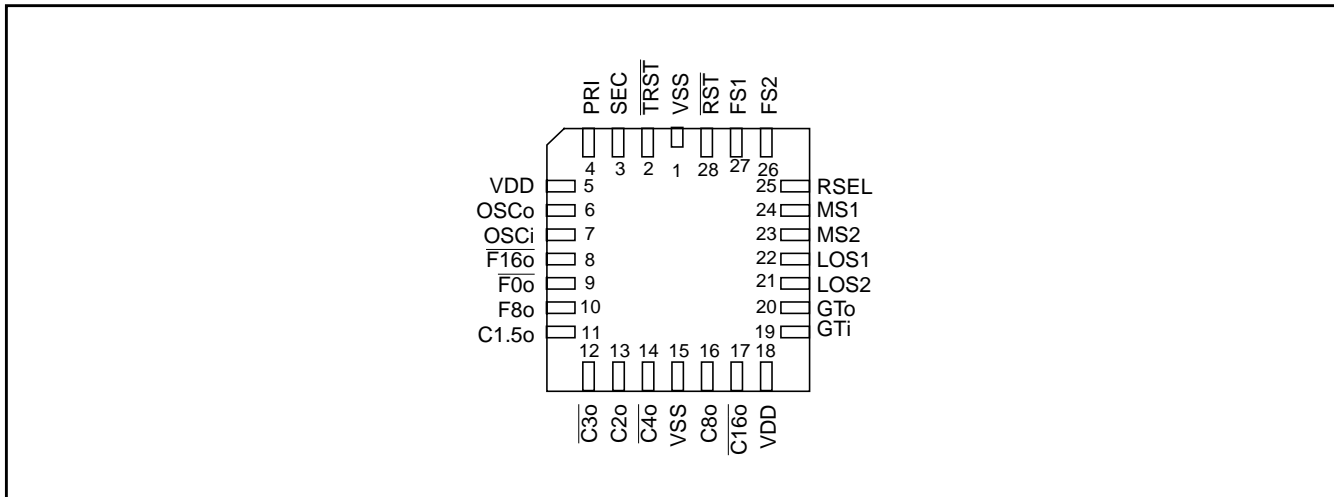 PRI SEC TRST VSS RST FS1 FS2
4 3 2 1 28 27 26
VDD 5 25 RSEL
OSCo 6 24 MS1
OSCi 7 23 MS2
F16o 8 22 LOS1
F0o 9 21 LOS2
F8o 10 20 GTo
C1.5o 11 19 GTi
12 13 14 15 16 17 18
C3o C2o C4o VSS C8o C16o VDD